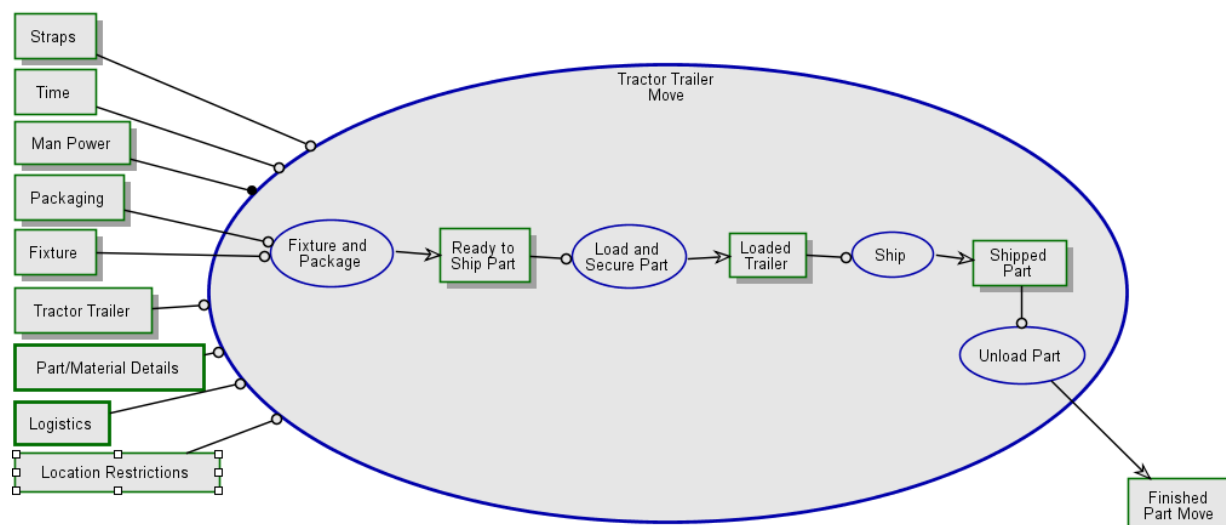 Straps
Time
Man Power
Packaging
Fixture
Tractor Trailer
Part/Material Details
Logistics
Location Restrictions
Tractor Trailer
Move
Fixture and
Package
Ready to
Ship Part
Load and
Secure Part
Loaded
Trailer
Ship
Shipped
Part
Unload Part
Finished
Part Move